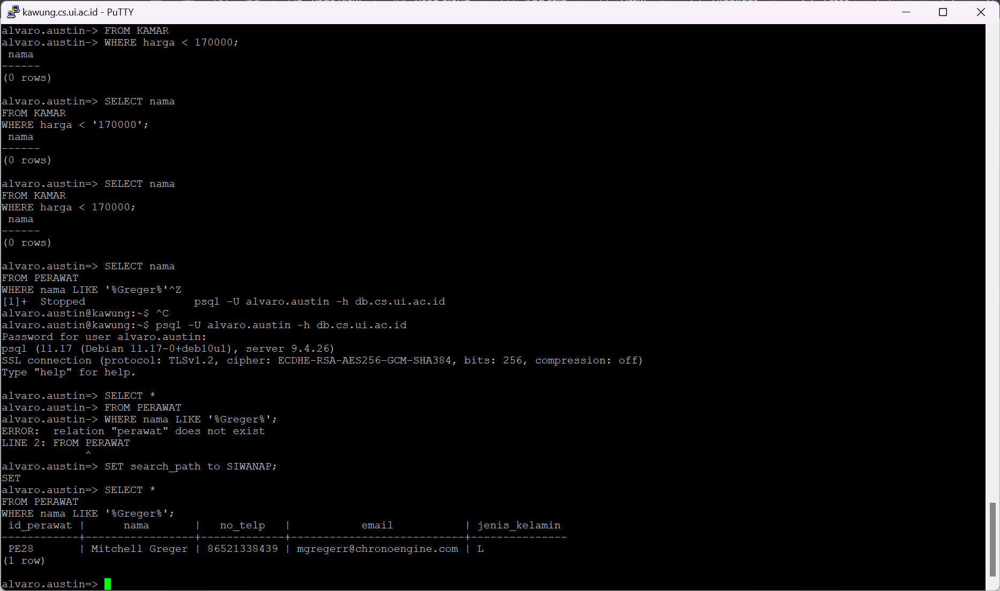 kawung.cs.ui.ac.id - PuTTY
alvaro.austin-> FROM KAMAR
alvaro.austin-> WHERE harga < 170000;
 nama
------
(0 rows)

alvaro.austin=> SELECT nama
FROM KAMAR
WHERE harga < '170000';
 nama
------
(0 rows)

alvaro.austin=> SELECT nama
FROM KAMAR
WHERE harga < 170000;
 nama
------
(0 rows)

alvaro.austin=> SELECT nama
FROM PERAWAT
WHERE nama LIKE '%Greger%'^Z
[1]+  Stopped                 psql -U alvaro.austin -h db.cs.ui.ac.id
alvaro.austin@kawung:~$ ^C
alvaro.austin@kawung:~$ psql -U alvaro.austin -h db.cs.ui.ac.id
Password for user alvaro.austin:
psql (11.17 (Debian 11.17-0+deb10u1), server 9.4.26)
SSL connection (protocol: TLSv1.2, cipher: ECDHE-RSA-AES256-GCM-SHA384, bits: 256, compression: off)
Type "help" for help.

alvaro.austin=> SELECT *
alvaro.austin-> FROM PERAWAT
alvaro.austin-> WHERE nama LIKE '%Greger%';
ERROR:  relation "perawat" does not exist
LINE 2: FROM PERAWAT
             ^
alvaro.austin=> SET search_path to SIWANAP;
SET
alvaro.austin=> SELECT *
FROM PERAWAT
WHERE nama LIKE '%Greger%';
 id_perawat |      nama       |   no_telp   |           email           | jenis_kelamin
------------+-----------------+-------------+---------------------------+---------------
 PE28       | Mitchell Greger | 86521338439 | mgregerr@chronoengine.com | L
(1 row)

alvaro.austin=>